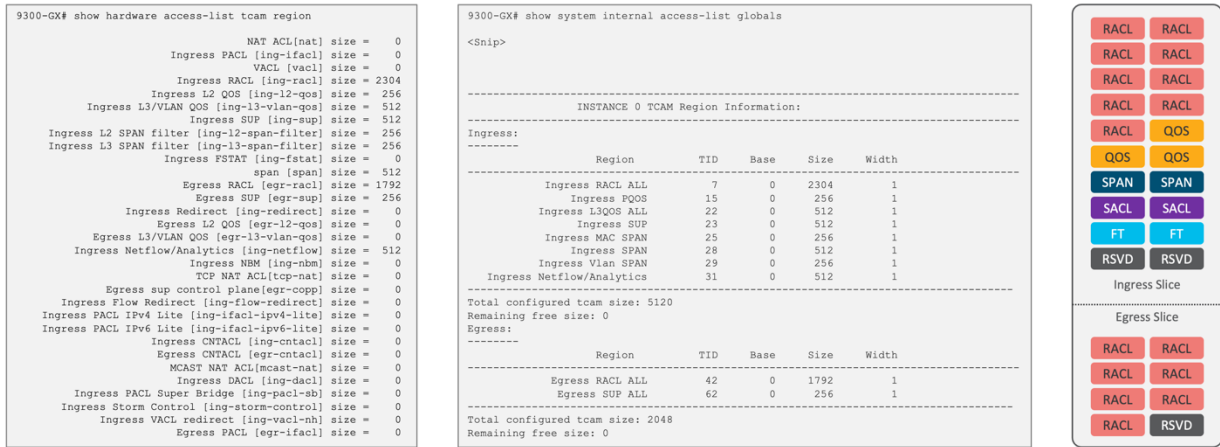 9300-GX# show hardware access-list tcam region
NAT ACL[nat] size = 0
Ingress PACL [ing-ifacl] size = 0
VACL [vacl] size = 0
Ingress RACL [ing-racl] size = 2304
Ingress L2 QOS [ing-l2-qos] size = 256
Ingress L3/VLAN QOS [ing-l3-vlan-qos] size = 512
Ingress SUP [ing-sup] size = 512
Ingress L2 SPAN filter [ing-l2-span-filter] size = 256
Ingress L3 SPAN filter [ing-l3-span-filter] size = 256
Ingress FSTAT [ing-fstat] size = 0
span [span] size = 512
Egress RACL [egr-racl] size = 1792
Egress SUP [egr-sup] size = 256
Ingress Redirect [ing-redirect] size = 0
Egress L2 QOS [egr-l2-qos] size = 0
Egress L3/VLAN QOS [egr-l3-vlan-qos] size = 0
Ingress Netflow/Analytics [ing-netflow] size = 512
Ingress NBM [ing-nbm] size = 0
TCP NAT ACL[tcp-nat] size = 0
Egress sup control plane[egr-copp] size = 0
Ingress Flow Redirect [ing-flow-redirect] size = 0
Ingress PACL IPv4 Lite [ing-ifacl-ipv4-lite] size = 0
Ingress PACL IPv6 Lite [ing-ifacl-ipv6-lite] size = 0
Ingress CNTACL [ing-cntacl] size = 0
Egress CNTACL [egr-cntacl] size = 0
MCAST NAT ACL[mcast-nat] size = 0
Ingress DACL [ing-dacl] size = 0
Ingress PACL Super Bridge [ing-pacl-sb] size = 0
Ingress Storm Control [ing-storm-control] size = 0
Ingress VACL redirect [ing-vacl-nh] size = 0
Egress PACL [egr-ifacl] size = 0
9300-GX# show system internal access-list globals
<Snip>
INSTANCE 0 TCAM Region Information:
Ingress:
Region TID Base Size Width
Ingress RACL ALL 7 0 2304 1
Ingress PQOS 15 0 256 1
Ingress L3QOS ALL 22 0 512 1
Ingress SUP 23 0 512 1
Ingress MAC SPAN 25 0 256 1
Ingress SPAN 28 0 512 1
Ingress Vlan SPAN 29 0 256 1
Ingress Netflow/Analytics 31 0 512 1
Total configured tcam size: 5120
Remaining free size: 0
Egress:
Region TID Base Size Width
Egress RACL ALL 42 0 1792 1
Egress SUP ALL 62 0 256 1
Total configured tcam size: 2048
Remaining free size: 0
RACL RACL
RACL RACL
RACL RACL
RACL RACL
RACL QOS
QOS QOS
SPAN SPAN
SACL SACL
FT FT
RSVD RSVD
Ingress Slice
Egress Slice
RACL RACL
RACL RACL
RACL RACL
RACL RSVD